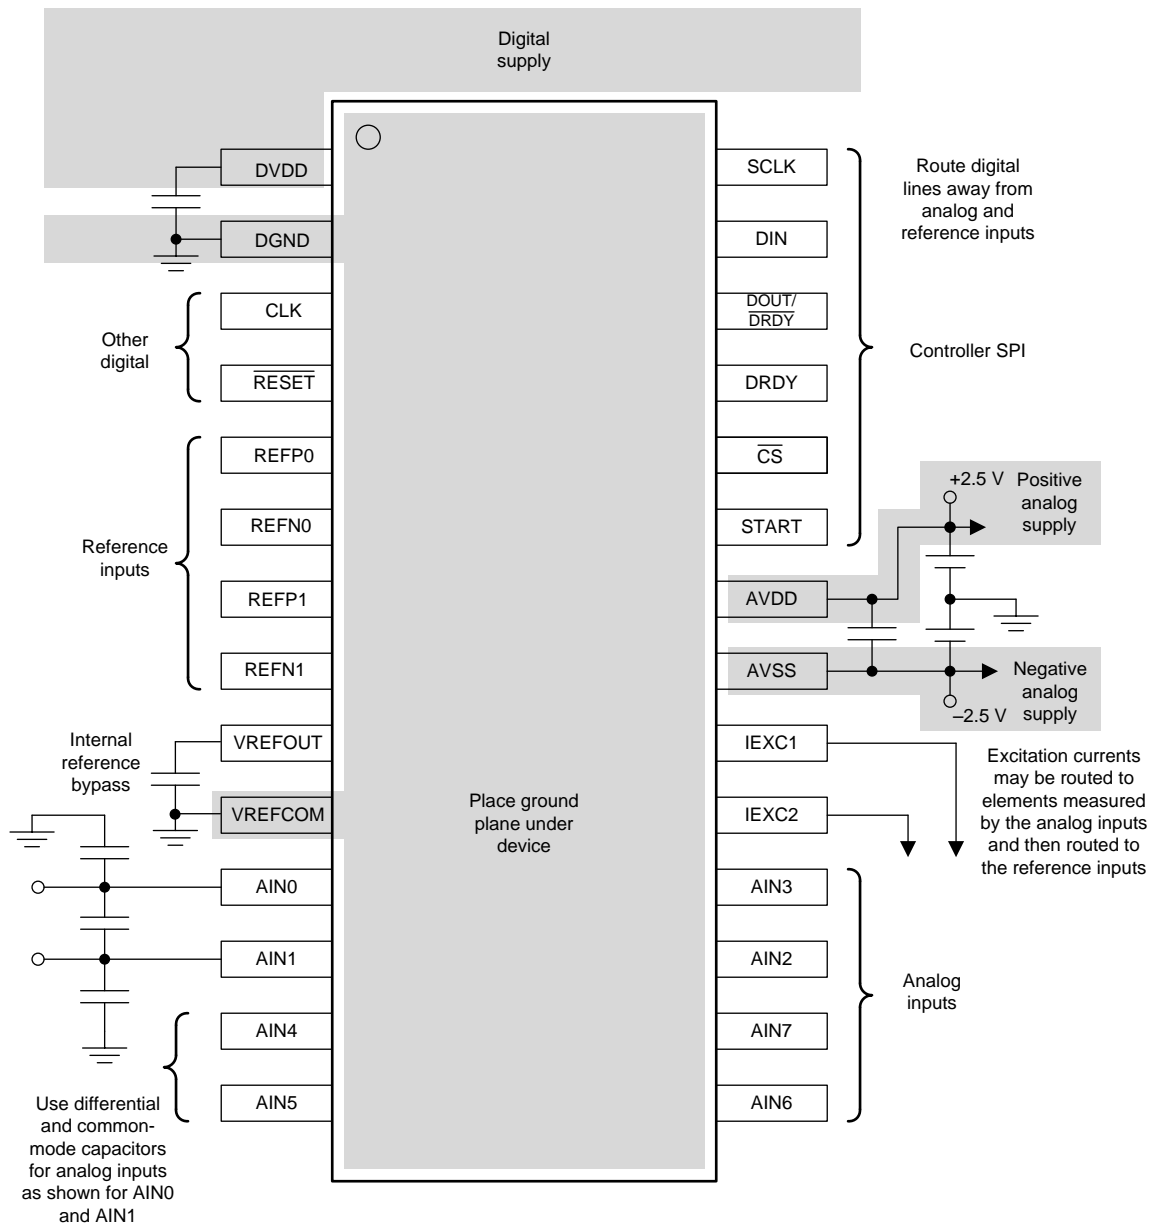 Digital
supply
DVDD
DGND
CLK
RESET
Other
digital
REFP0
REFN0
REFP1
REFN1
Reference
inputs
VREFOUT
VREFCOM
Internal
reference
bypass
AIN0
AIN1
AIN4
AIN5
Use differential
and common-
mode capacitors
for analog inputs
as shown for AIN0
and AIN1
Place ground
plane under
device
SCLK
DIN
DOUT/
DRDY
DRDY
CS
START
Route digital
lines away from
analog and
reference inputs
Controller SPI
AVDD
AVSS
+2.5 V
Positive
analog
supply
Negative
analog
supply
–2.5 V
IEXC1
IEXC2
Excitation currents
may be routed to
elements measured
by the analog inputs
and then routed to
the reference inputs
AIN3
AIN2
AIN7
AIN6
Analog
inputs